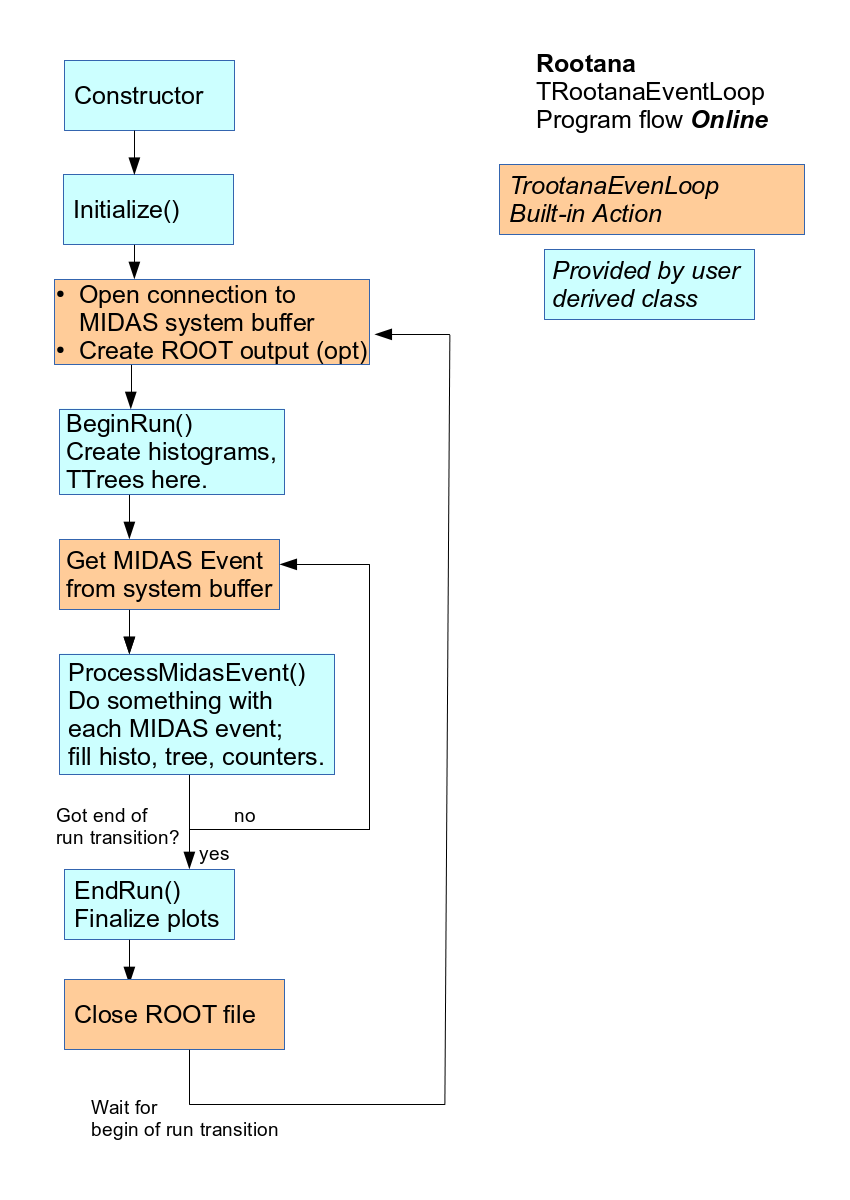 Rootana
TRootanaEventLoop
Program flow Online
TrootanaEvenLoop
Built-in Action
Provided by user
derived class
Constructor
Initialize()
• Open connection to
MIDAS system buffer
• Create ROOT output (opt)
BeginRun()
Create histograms,
TTrees here.
Get MIDAS Event
from system buffer
ProcessMidasEvent()
Do something with
each MIDAS event;
fill histo, tree, counters.
Got end of
run transition?
no
yes
EndRun()
Finalize plots
Close ROOT file
Wait for
begin of run transition